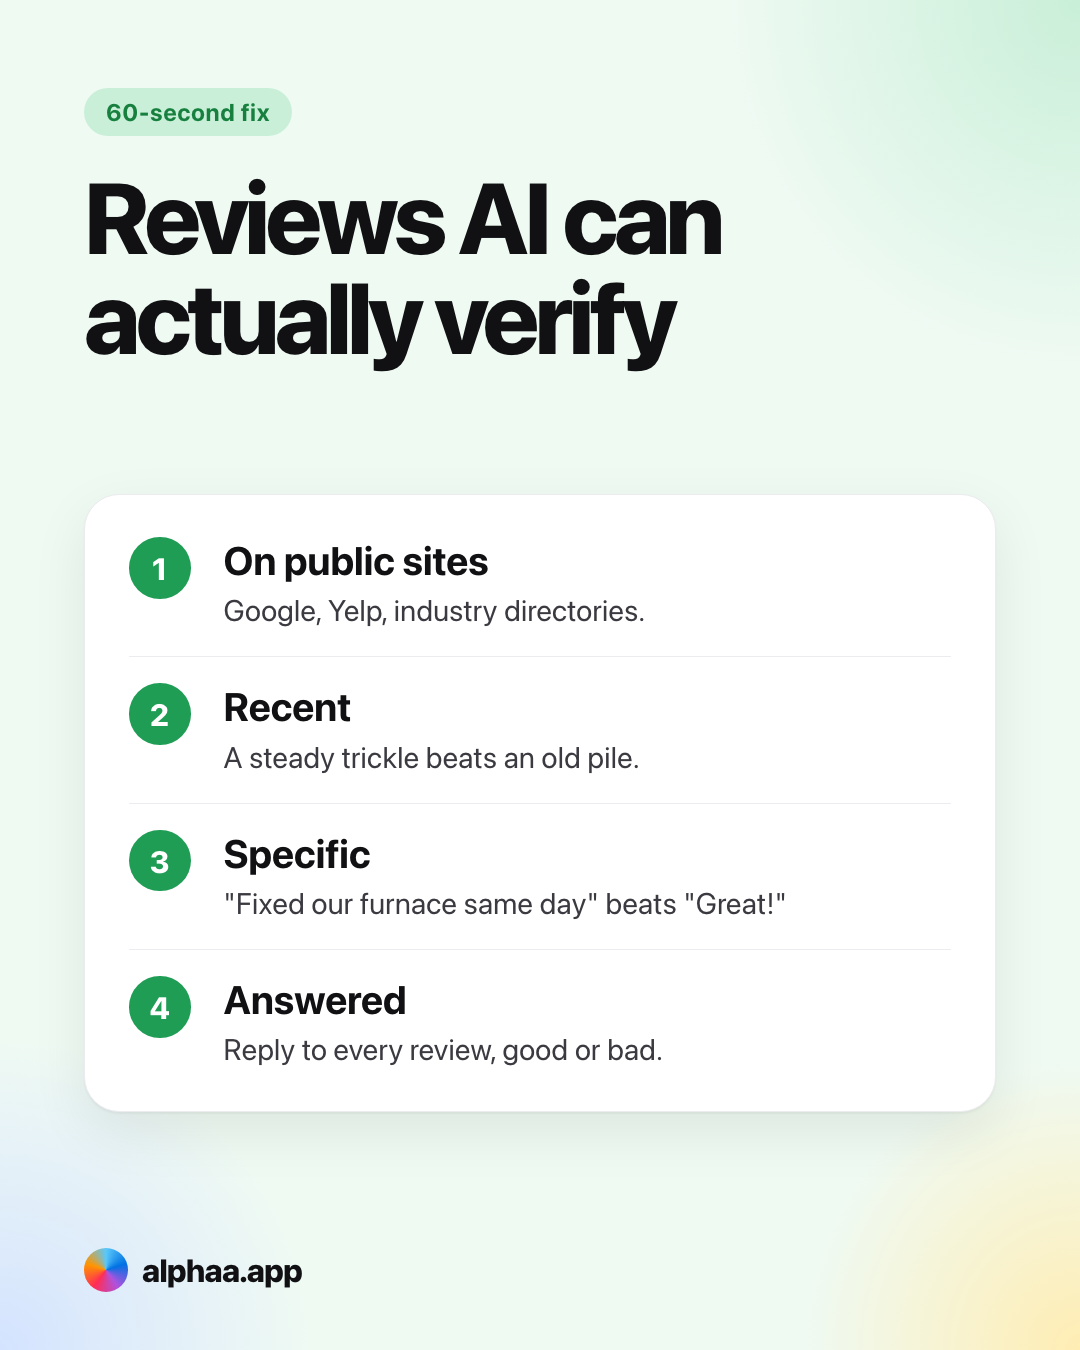 60-second fix
Reviews AI can
actually verify
1
On public sites
Google, Yelp, industry directories.
2
Recent
A steady trickle beats an old pile.
3
Specific
"Fixed our furnace same day" beats "Great!"
4
Answered
Reply to every review, good or bad.
alphaa.app